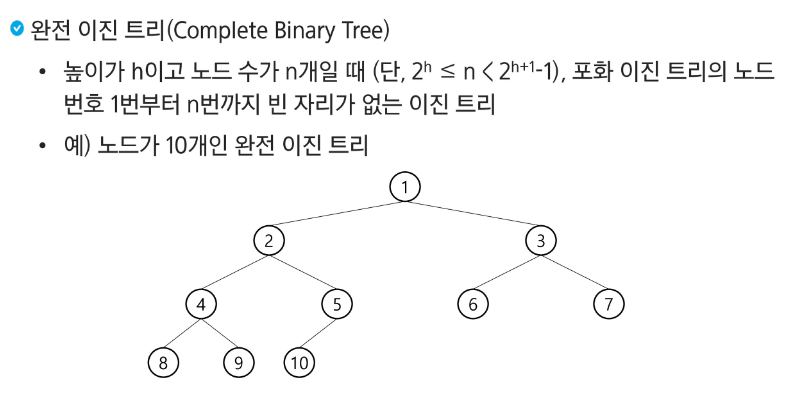 완전 이진 트리(Complete Binary Tree)
• 높이가 h이고 노드 수가 n개일 때 (단, 2ʰ ≤ n < 2ʰ⁺¹-1), 포화 이진 트리의 노드
번호 1번부터 n번까지 빈 자리가 없는 이진 트리
• 예) 노드가 10개인 완전 이진 트리
1
2 3
4 5 6 7
8 9 10